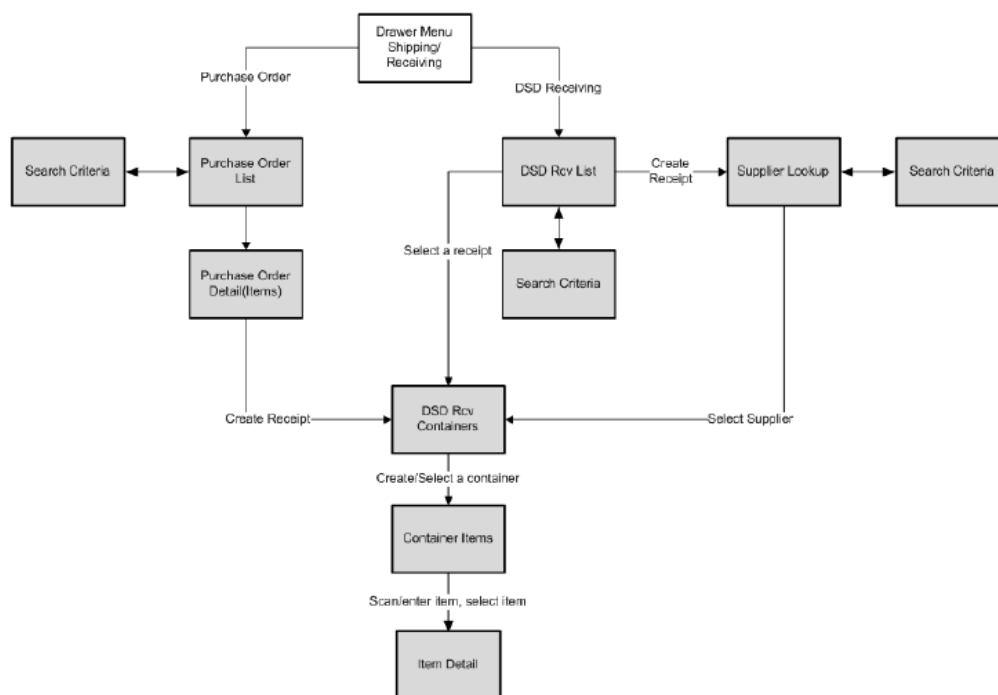 Drawer Menu
Shipping/
Receiving
Purchase Order
DSD Receiving
Search Criteria
Purchase Order
List
DSD Rcv List
Create
Receipt
Supplier Lookup
Search Criteria
Select a receipt
Purchase Order
Detail(Items)
Search Criteria
Create Receipt
DSD Rcv
Containers
Select Supplier
Create/Select a container
Container Items
Scan/enter item, select item
Item Detail